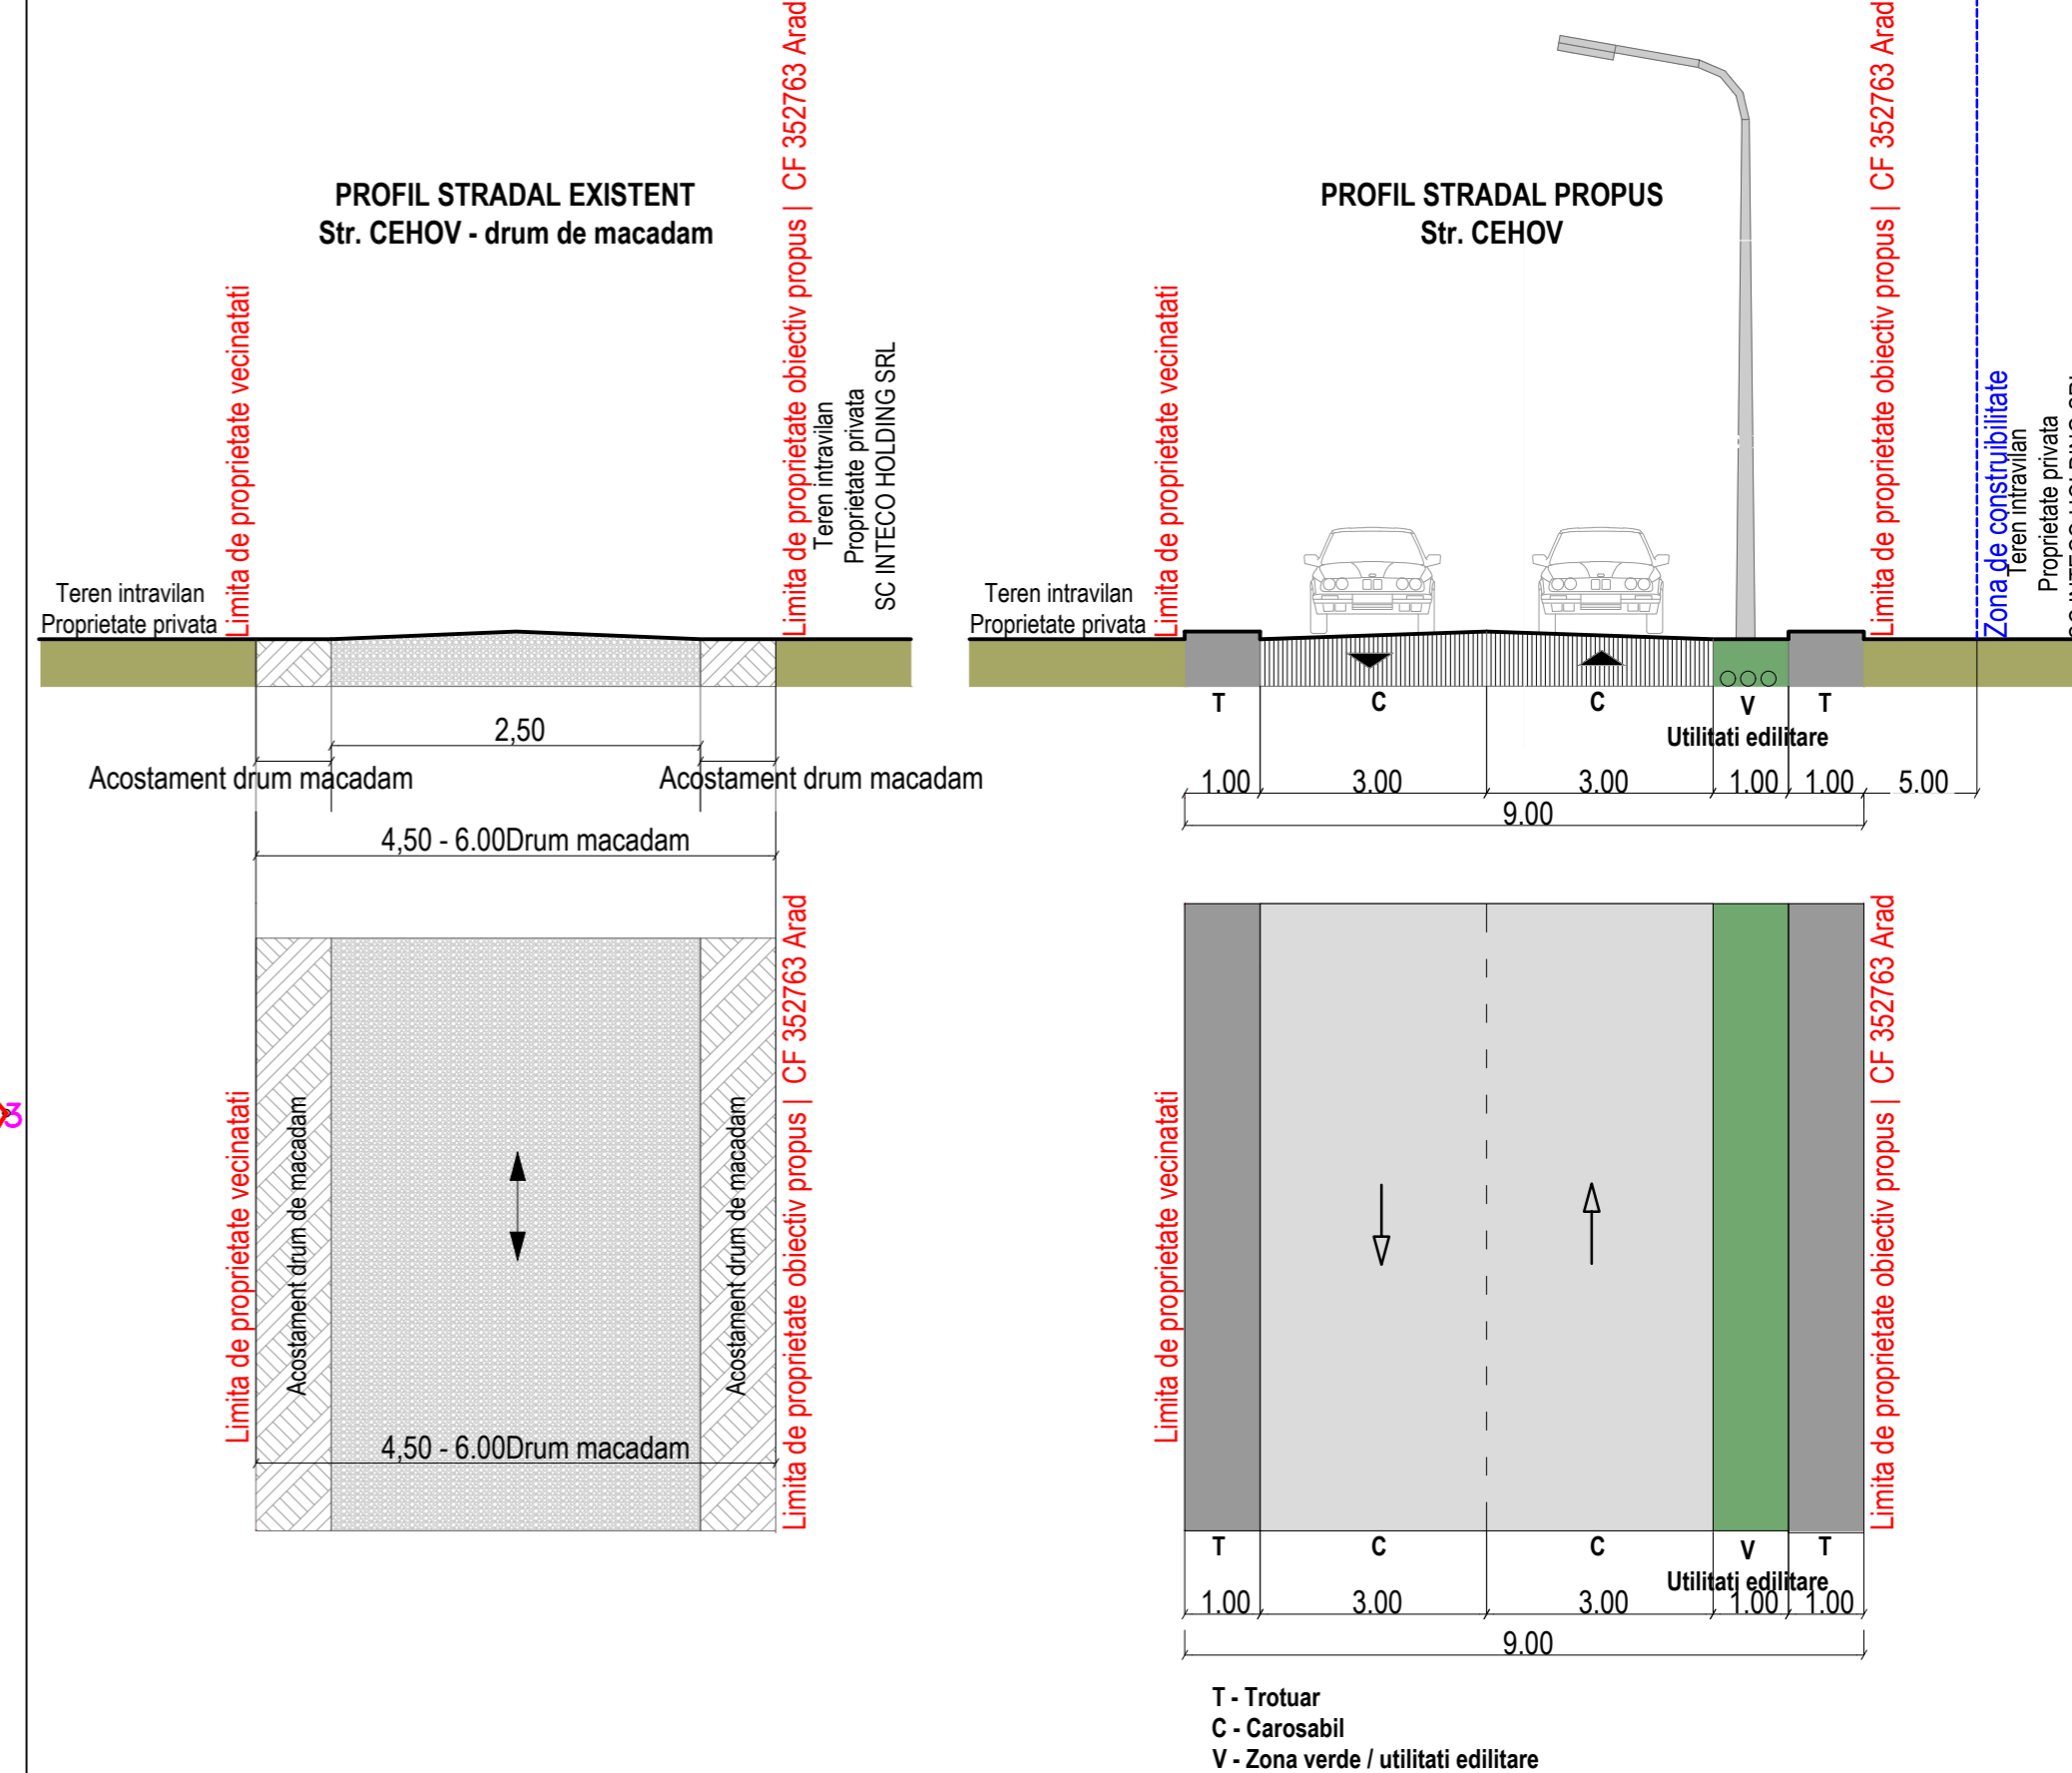 PROFIL STRADAL EXISTENT
Str. CEHOV - drum de macadam
Limita de proprietate vecinatati
Limita de proprietate obiectiv propus | CF 352763 Arad
Teren intravilan
Proprietate privata
SC INTECO HOLDING SRL
Teren intravilan
Proprietate privata
2,50
Acostament drum macadam
Acostament drum macadam
4,50 - 6.00Drum macadam
Limita de proprietate vecinatati
Acostament drum de macadam
Acostament drum de macadam
Limita de proprietate obiectiv propus | CF 352763 Arad
4,50 - 6.00Drum macadam
3
PROFIL STRADAL PROPUS
Str. CEHOV
Limita de proprietate vecinatati
Limita de proprietate obiectiv propus | CF 352763 Arad
Zona de construibilitate
Teren intravilan
Proprietate privata
Teren intravilan
Proprietate privata
T C C V T
Utilitati edilitare
1.00 3.00 3.00 1.00 1.00 5.00
9.00
Limita de proprietate vecinatati
Limita de proprietate obiectiv propus | CF 352763 Arad
T C C V T
Utilitati edilitare
1.00 3.00 3.00 1.00 1.00
9.00
T - Trotuar
C - Carosabil
V - Zona verde / utilitati edilitare